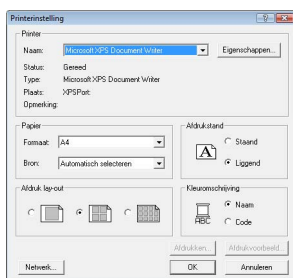 Printerinstelling
Printer
Naam: Microsoft XPS Document Writer Eigenschappen...
Status: Gereed
Type: Microsoft XPS Document Writer
Plaats: XPSPort:
Opmerking:
Papier
Formaat: A4
Bron: Automatisch selecteren
Afdrukstand
A
Staand
Liggend
Afdruk lay-out
Kleuromschrijving
ABC
Naam
Code
Afdrukken... Afdrukvoorbeeld...
Netwerk... OK Annuleren